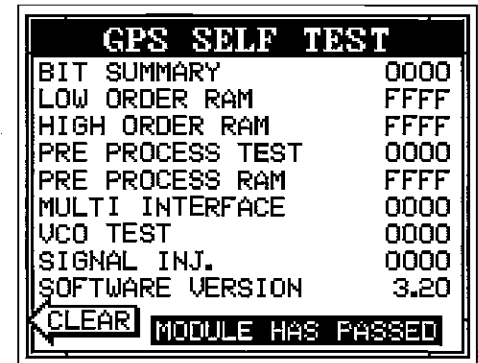 GPS SELF TEST
BIT SUMMARY 0000
LOW ORDER RAM FFFF
HIGH ORDER RAM FFFF
PRE PROCESS TEST 0000
PRE PROCESS RAM FFFF
MULTI INTERFACE 0000
VCO TEST 0000
SIGNAL INJ. 0000
SOFTWARE VERSION 3.20
CLEAR MODULE HAS PASSED